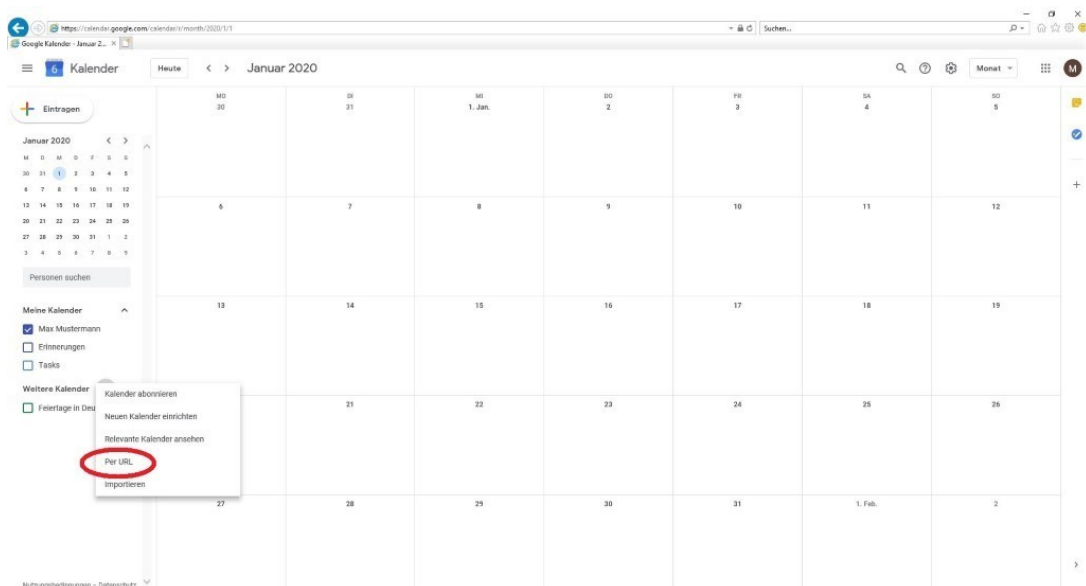 https://calendar.google.com/calendar/r/month/2020/1/1
Suchen...
Google Kalender - Januar 2...
6 Kalender
Heute
Januar 2020
Monat
M
Eintragen
Januar 2020
M D M D F S S
30 31 1 2 3 4 5
6 7 8 9 10 11 12
13 14 15 16 17 18 19
20 21 22 23 24 25 26
27 28 29 30 31 1 2
3 4 5 6 7 8 9
Personen suchen
Meine Kalender
Max Mustermann
Erinnerungen
Tasks
Weitere Kalender
Feiertage in Deu
Kalender abonnieren
Neuen Kalender einrichten
Relevante Kalender ansehen
Per URL
Importieren
Nutzungsbedingungen – Datenschutz
MO DI MI DO FR SA SO
30 31 1. Jan. 2 3 4 5
6 7 8 9 10 11 12
13 14 15 16 17 18 19
21 22 23 24 25 26
27 28 29 30 31 1. Feb. 2